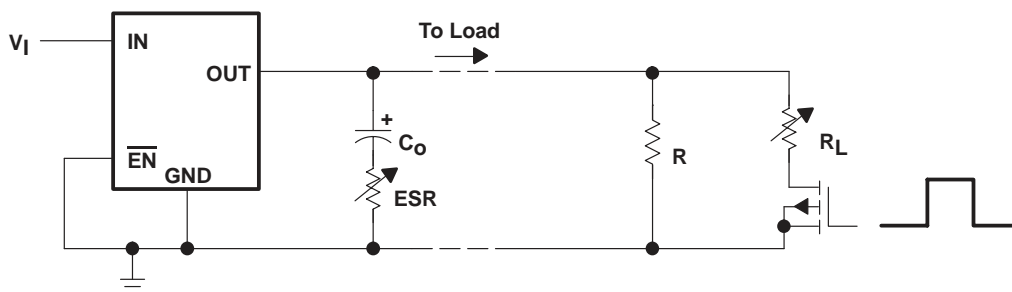 To Load
V_I
IN
OUT
+
C_o
R
R_L
EN̅
GND
ESR